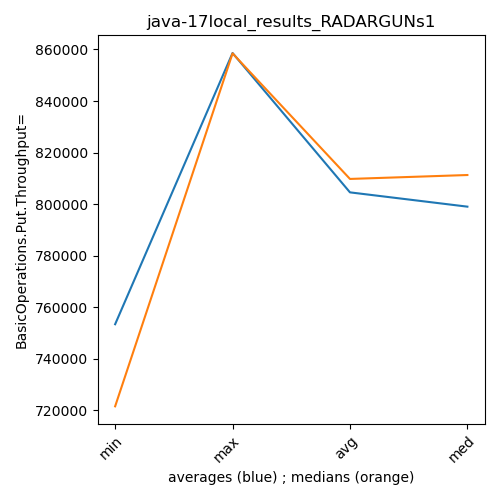 java-17local_results_RADARGUNs1
BasicOperations.Put.Throughput=
860000
840000
820000
800000
780000
760000
740000
720000
min
max
avg
med
averages (blue) ; medians (orange)